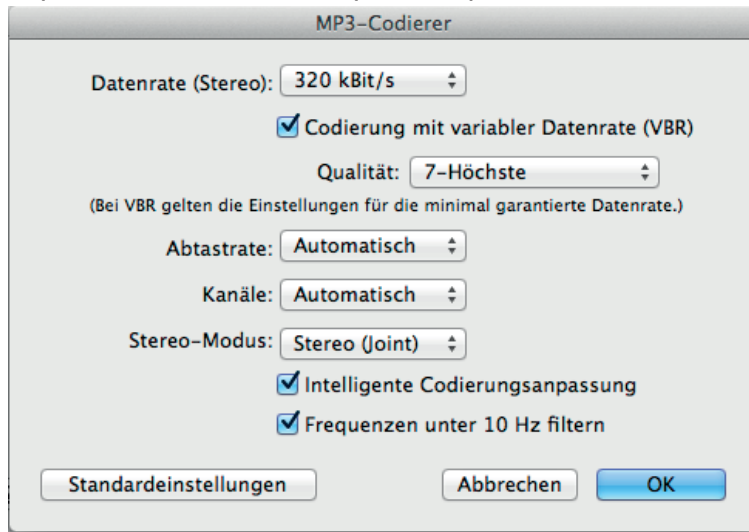 MP3-Codierer
Datenrate (Stereo): 320 kBit/s
Codierung mit variabler Datenrate (VBR)
Qualität: 7-Höchste
(Bei VBR gelten die Einstellungen für die minimal garantierte Datenrate.)
Abtastrate: Automatisch
Kanäle: Automatisch
Stereo-Modus: Stereo (Joint)
Intelligente Codierungsanpassung
Frequenzen unter 10 Hz filtern
Standardeinstellungen Abbrechen OK